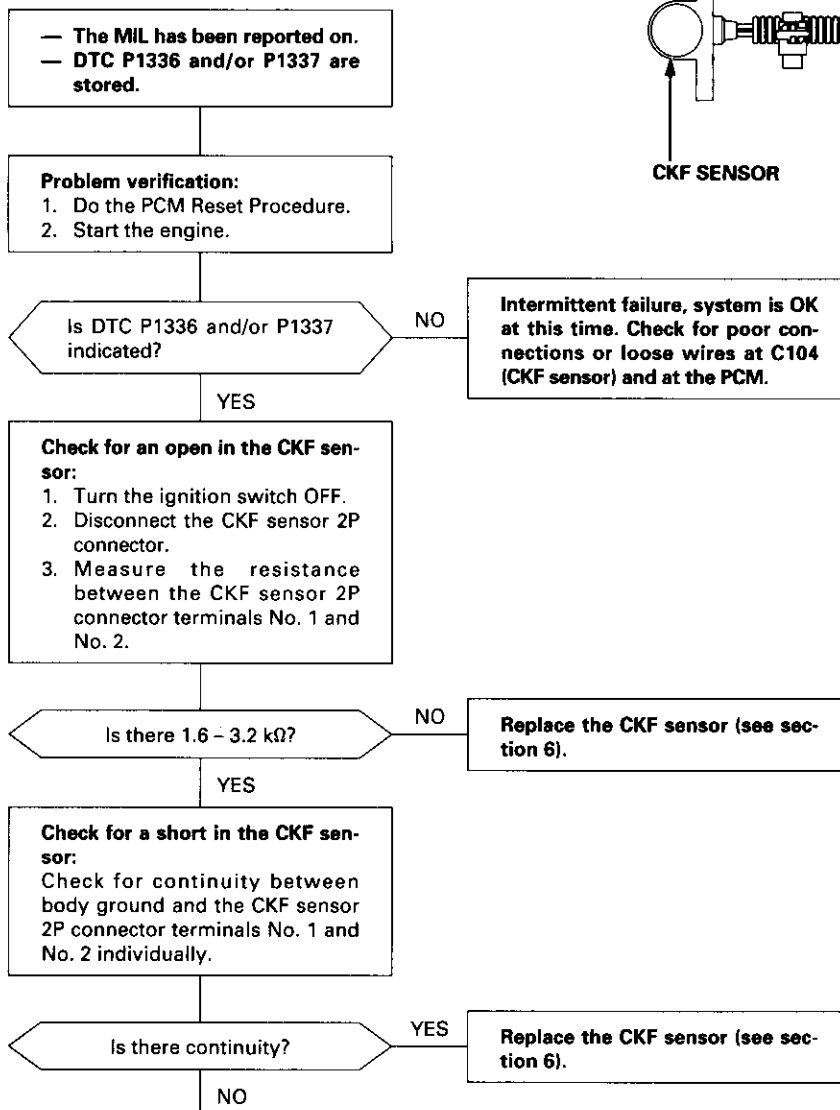 — The MIL has been reported on.
— DTC P1336 and/or P1337 are
stored.
CKF SENSOR
Problem verification:
1. Do the PCM Reset Procedure.
2. Start the engine.
Is DTC P1336 and/or P1337
indicated?
NO
Intermittent failure, system is OK
at this time. Check for poor con-
nections or loose wires at C104
(CKF sensor) and at the PCM.
YES
Check for an open in the CKF sen-
sor:
1. Turn the ignition switch OFF.
2. Disconnect the CKF sensor 2P
connector.
3. Measure the resistance
between the CKF sensor 2P
connector terminals No. 1 and
No. 2.
Is there 1.6 – 3.2 kΩ?
NO
Replace the CKF sensor (see sec-
tion 6).
YES
Check for a short in the CKF sen-
sor:
Check for continuity between
body ground and the CKF sensor
2P connector terminals No. 1 and
No. 2 individually.
Is there continuity?
YES
Replace the CKF sensor (see sec-
tion 6).
NO